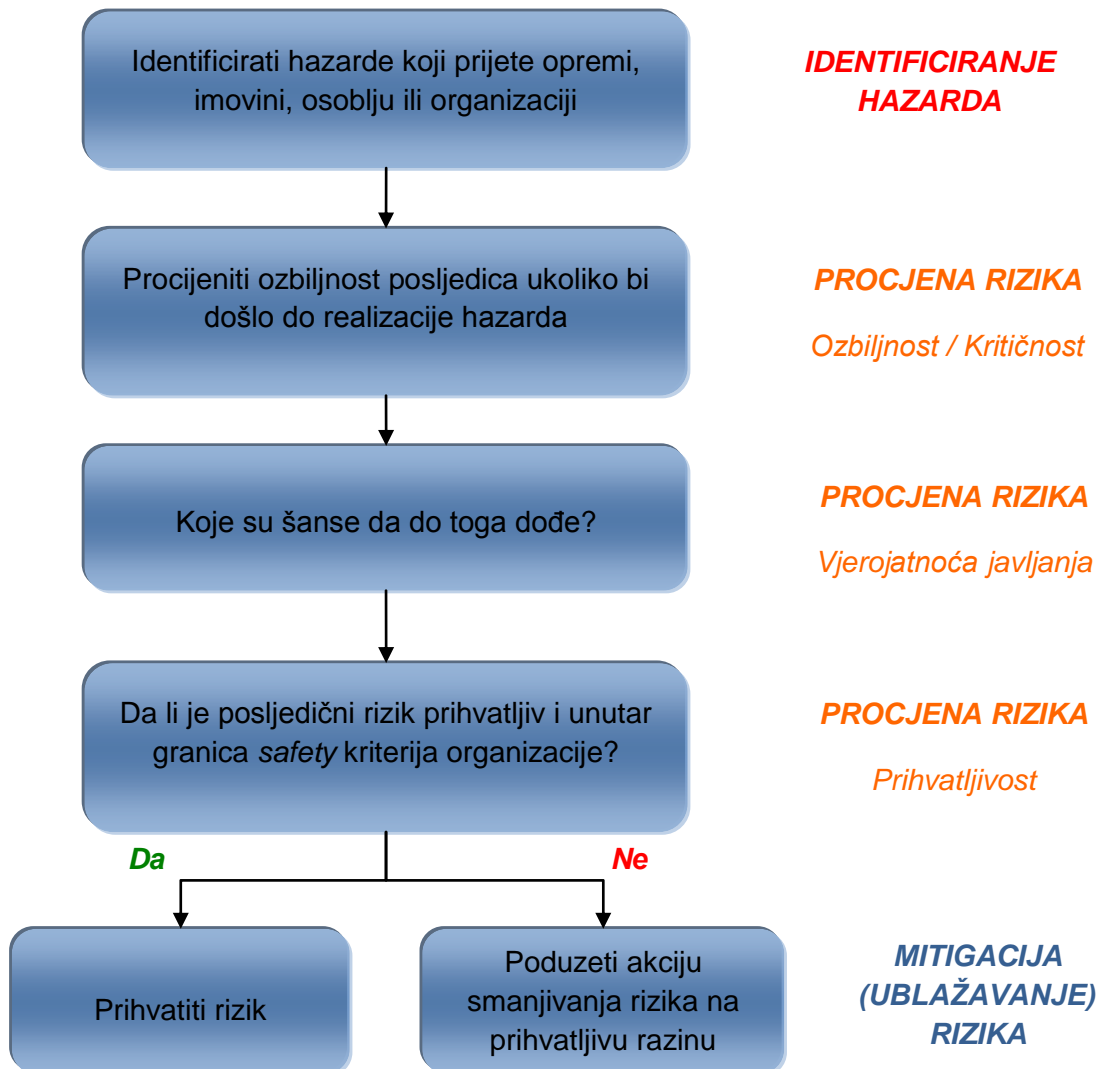 Identificirati hazarde koji prijete opremi,
imovini, osoblju ili organizaciji
IDENTIFICIRANJE
HAZARDA
Procijeniti ozbiljnost posljedica ukoliko bi
došlo do realizacije hazarda
PROCJENA RIZIKA
Ozbiljnost / Kritičnost
Koje su šanse da do toga dođe?
PROCJENA RIZIKA
Vjerojatnoća javljanja
Da li je posljedični rizik prihvatljiv i unutar
granica safety kriterija organizacije?
PROCJENA RIZIKA
Prihvatljivost
Da
Ne
Prihvatiti rizik
Poduzeti akciju
smanjivanja rizika na
prihvatljivu razinu
MITIGACIJA
(UBLAŽAVANJE)
RIZIKA